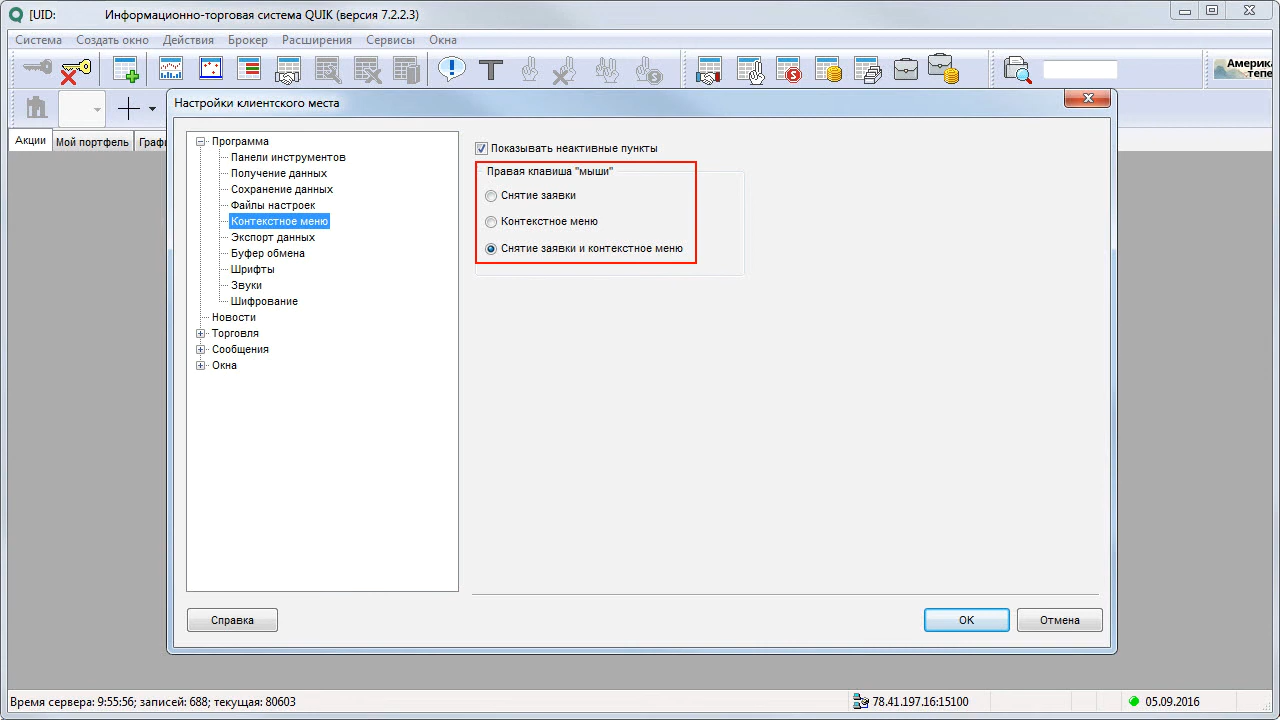 [UID: Информационно-торговая система QUIK (версия 7.2.2.3)
Система Создать окно Действия Брокер Расширения Сервисы Окна
Америка
Настройки клиентского места
Акции Мой портфель
Программа
Панели инструментов
Получение данных
Сохранение данных
Файлы настроек
Контекстное меню
Экспорт данных
Буфер обмена
Шрифты
Звуки
Шифрование
Новости
Торговля
Сообщения
Окна
Показывать неактивные пункты
Правая клавиша "мыши"
Снятие заявки
Контекстное меню
Снятие заявки и контекстное меню
Справка
OK
Отмена
Время сервера: 9:55:56; записей: 688; текущая: 80603
78.41.197.16:15100
05.09.2016